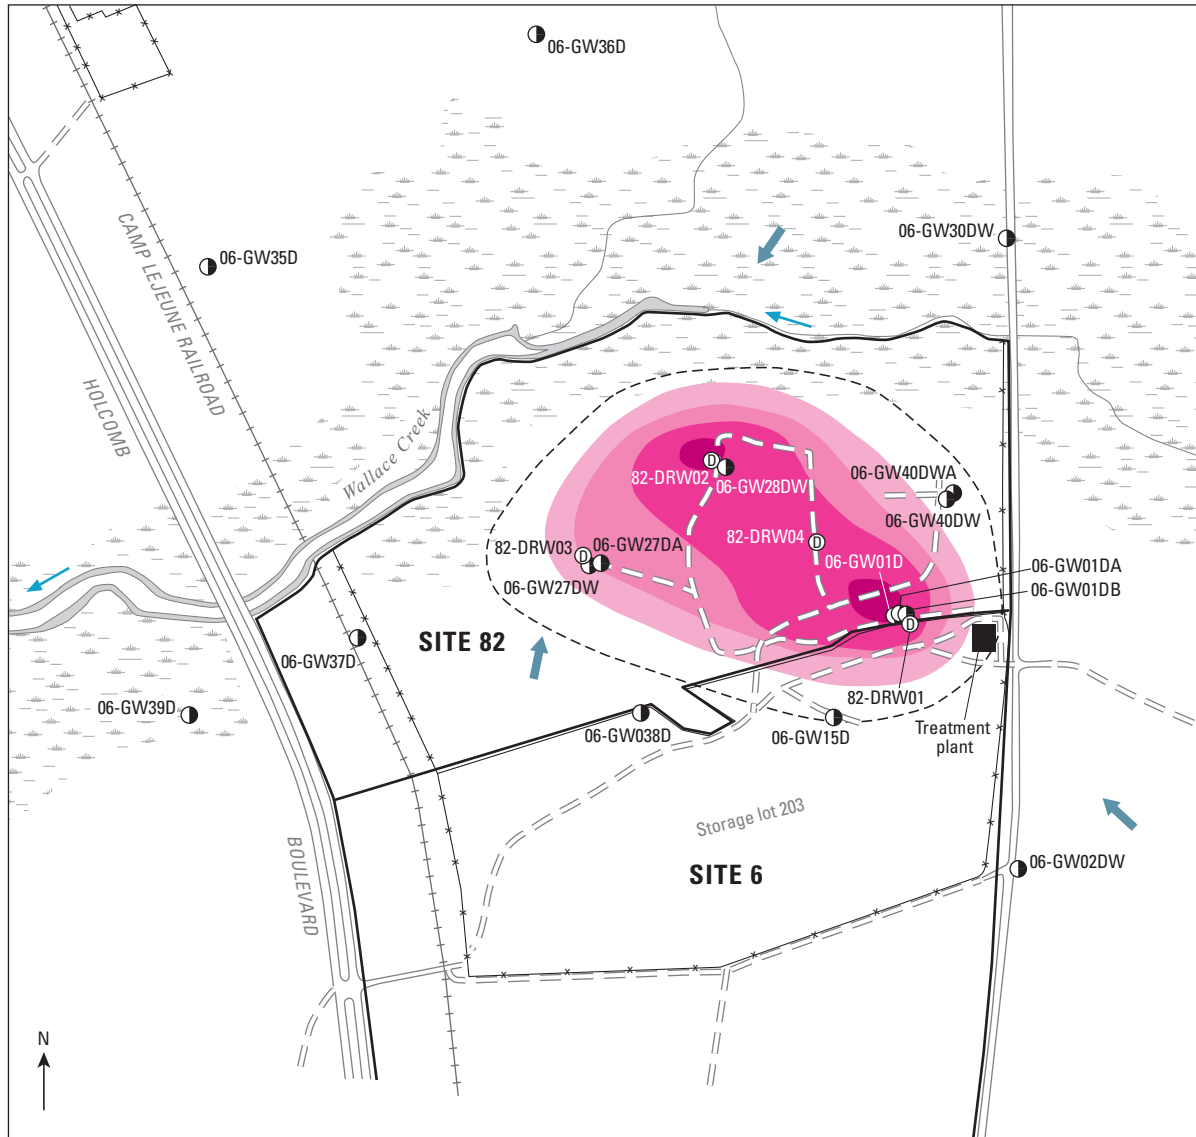 06-GW36D
06-GW35D
06-GW30DW
CAMP LEJEUNE RAILROAD
HOLCOMB
Wallace Creek
82-DRW02
06-GW28DW
06-GW40DWA
06-GW40DW
82-DRW03
06-GW27DA
82-DRW04
06-GW01D
06-GW01DA
06-GW27DW
06-GW01DB
SITE 82
06-GW37D
82-DRW01
06-GW39D
06-GW038D
06-GW15D
Treatment
plant
Storage lot 203
SITE 6
06-GW02DW
BOULEVARD
N
D
D
D
D